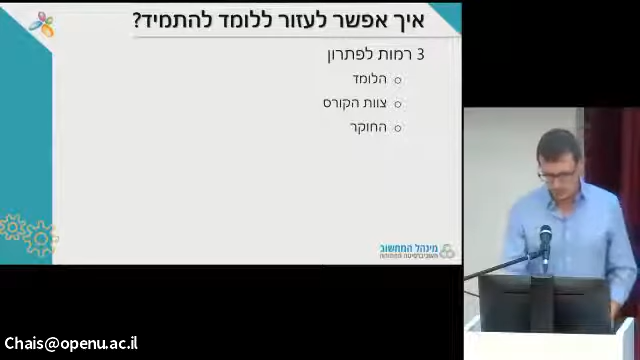 איך אפשר לעזור ללומד להתמיד?
3 רמות לפתרון
הלומד
צוות הקורס
החוקר
מינהל המחשוב
Chais@openu.ac.il